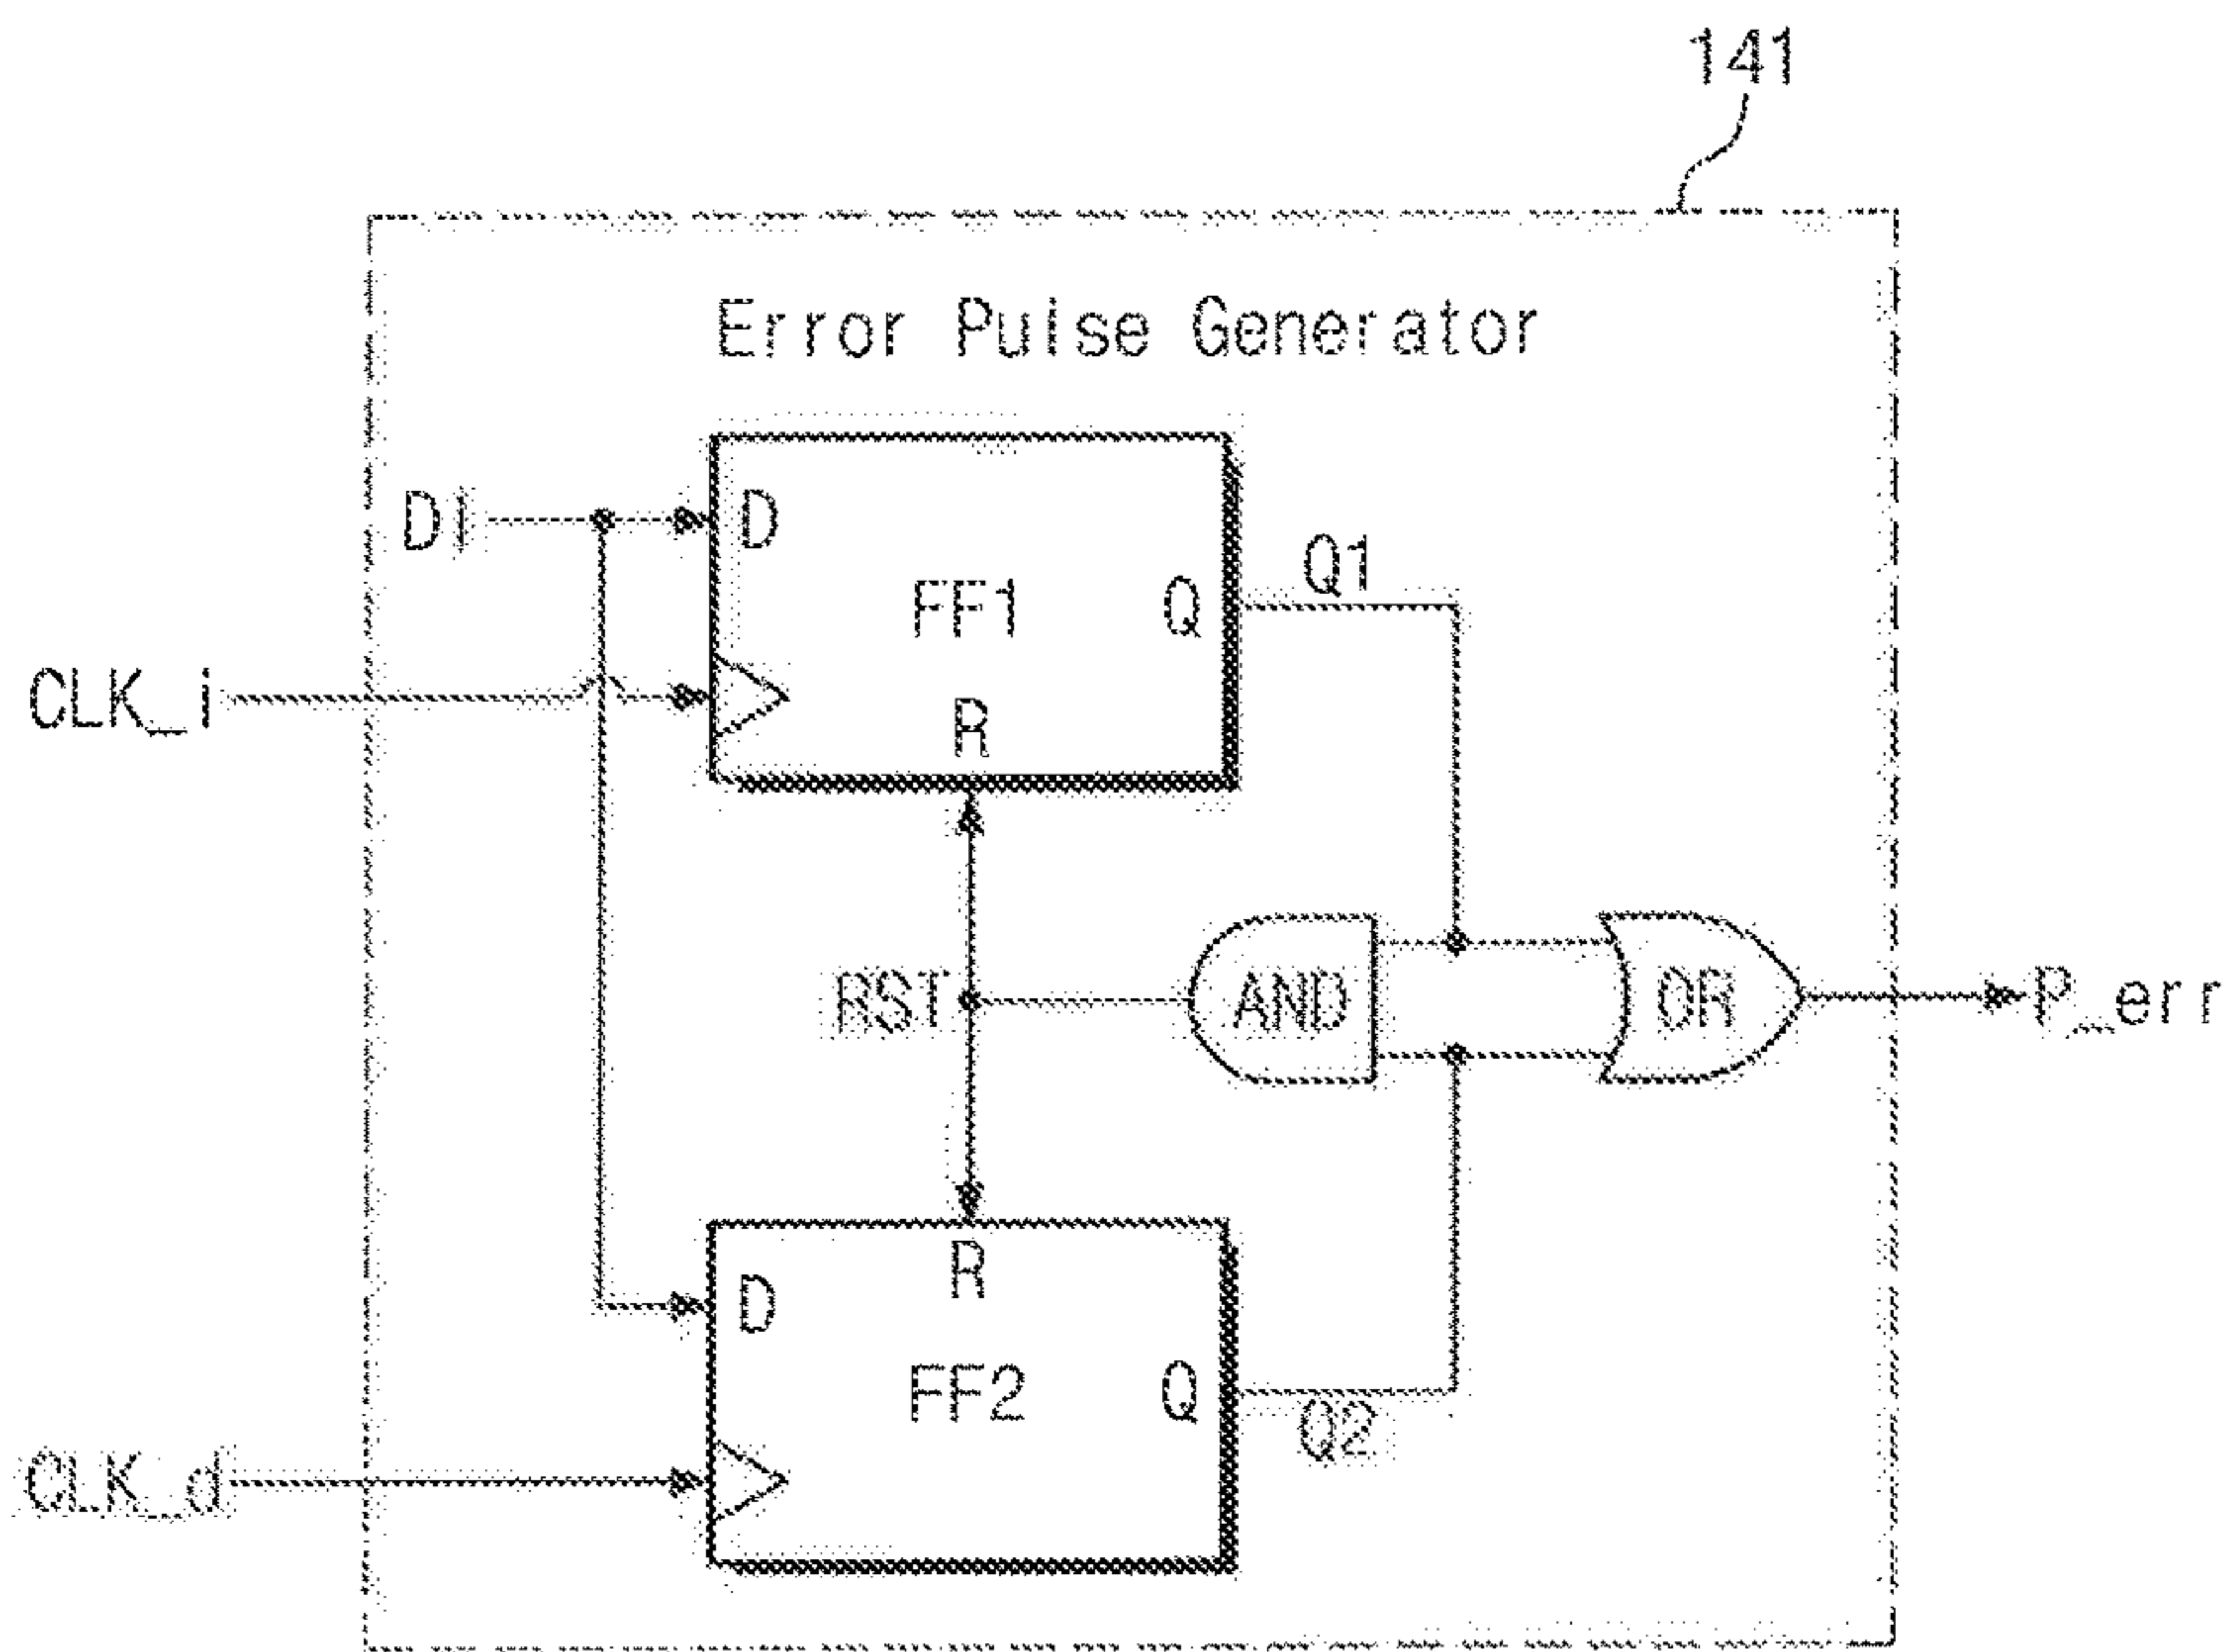 141
Error Pulse Generator
DI
D
FF1
Q
Q1
CLK_i
R
RST
AND
OR
P_err
R
D
FF2
Q
Q2
CLK_d